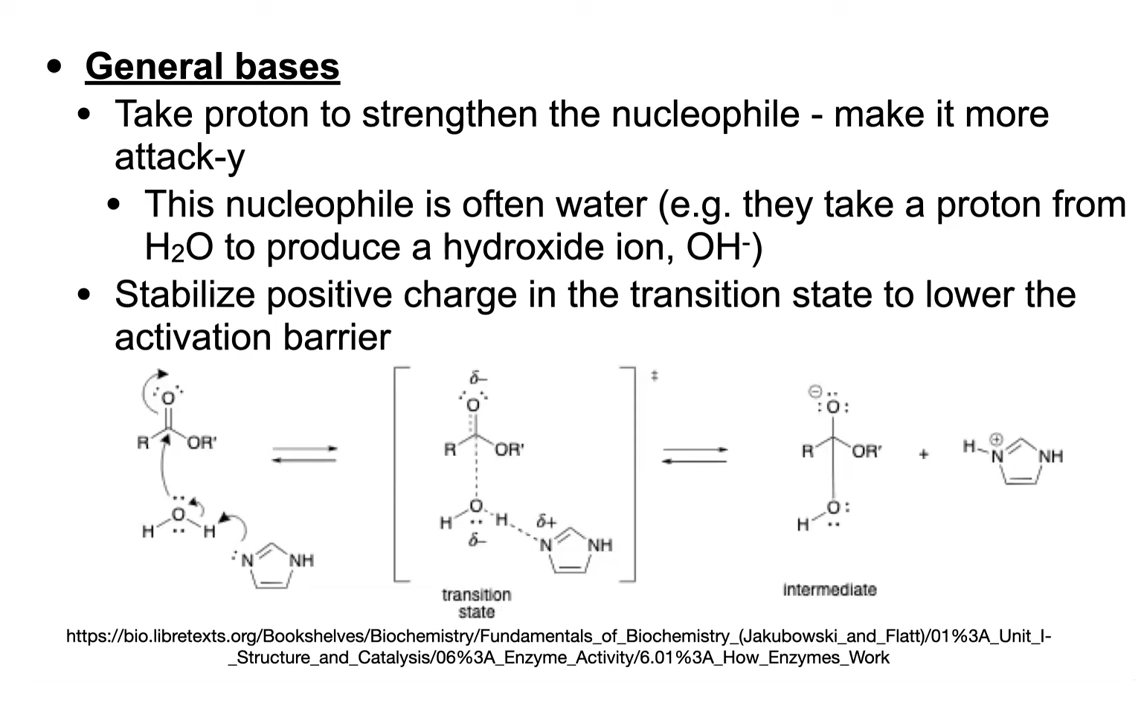 • General bases
• Take proton to strengthen the nucleophile - make it more
attack-y
• This nucleophile is often water (e.g. they take a proton from
H₂O to produce a hydroxide ion, OH-)
• Stabilize positive charge in the transition state to lower the
activation barrier
δ- ‡
:O: O ⊖ :O:
R OR' R OR' R OR' + H-N⊕ NH
O O H δ+ O:
H H H δ- N NH H
:N NH
transition
state
intermediate
https://bio.libretexts.org/Bookshelves/Biochemistry/Fundamentals_of_Biochemistry_(Jakubowski_and_Flatt)/01%3A_Unit_I-
_Structure_and_Catalysis/06%3A_Enzyme_Activity/6.01%3A_How_Enzymes_Work